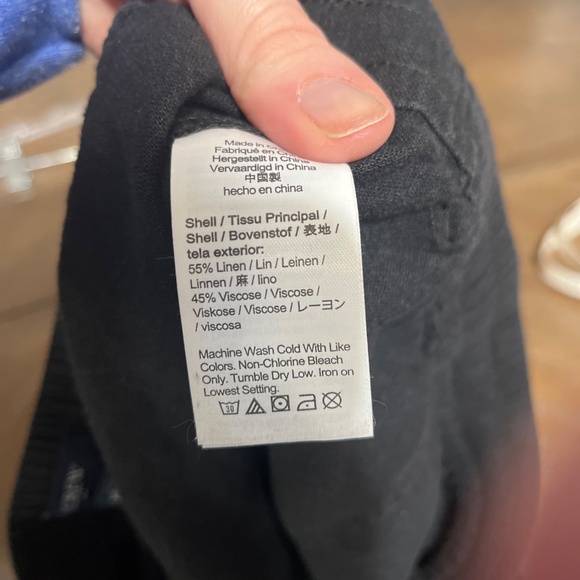 Made in
Fabriqué en
Hergestellt in China
Vervaardigd in China
中国製
hecho en china
Shell / Tissu Principal /
Shell / Bovenstof / 表地 /
tela exterior:
55% Linen / Lin / Leinen /
Linnen / 麻 / lino
45% Viscose / Viscose /
Viskose / Viscose / レーヨン
/ viscosa
Machine Wash Cold With Like
Colors. Non-Chlorine Bleach
Only. Tumble Dry Low. Iron on
Lowest Setting.
30